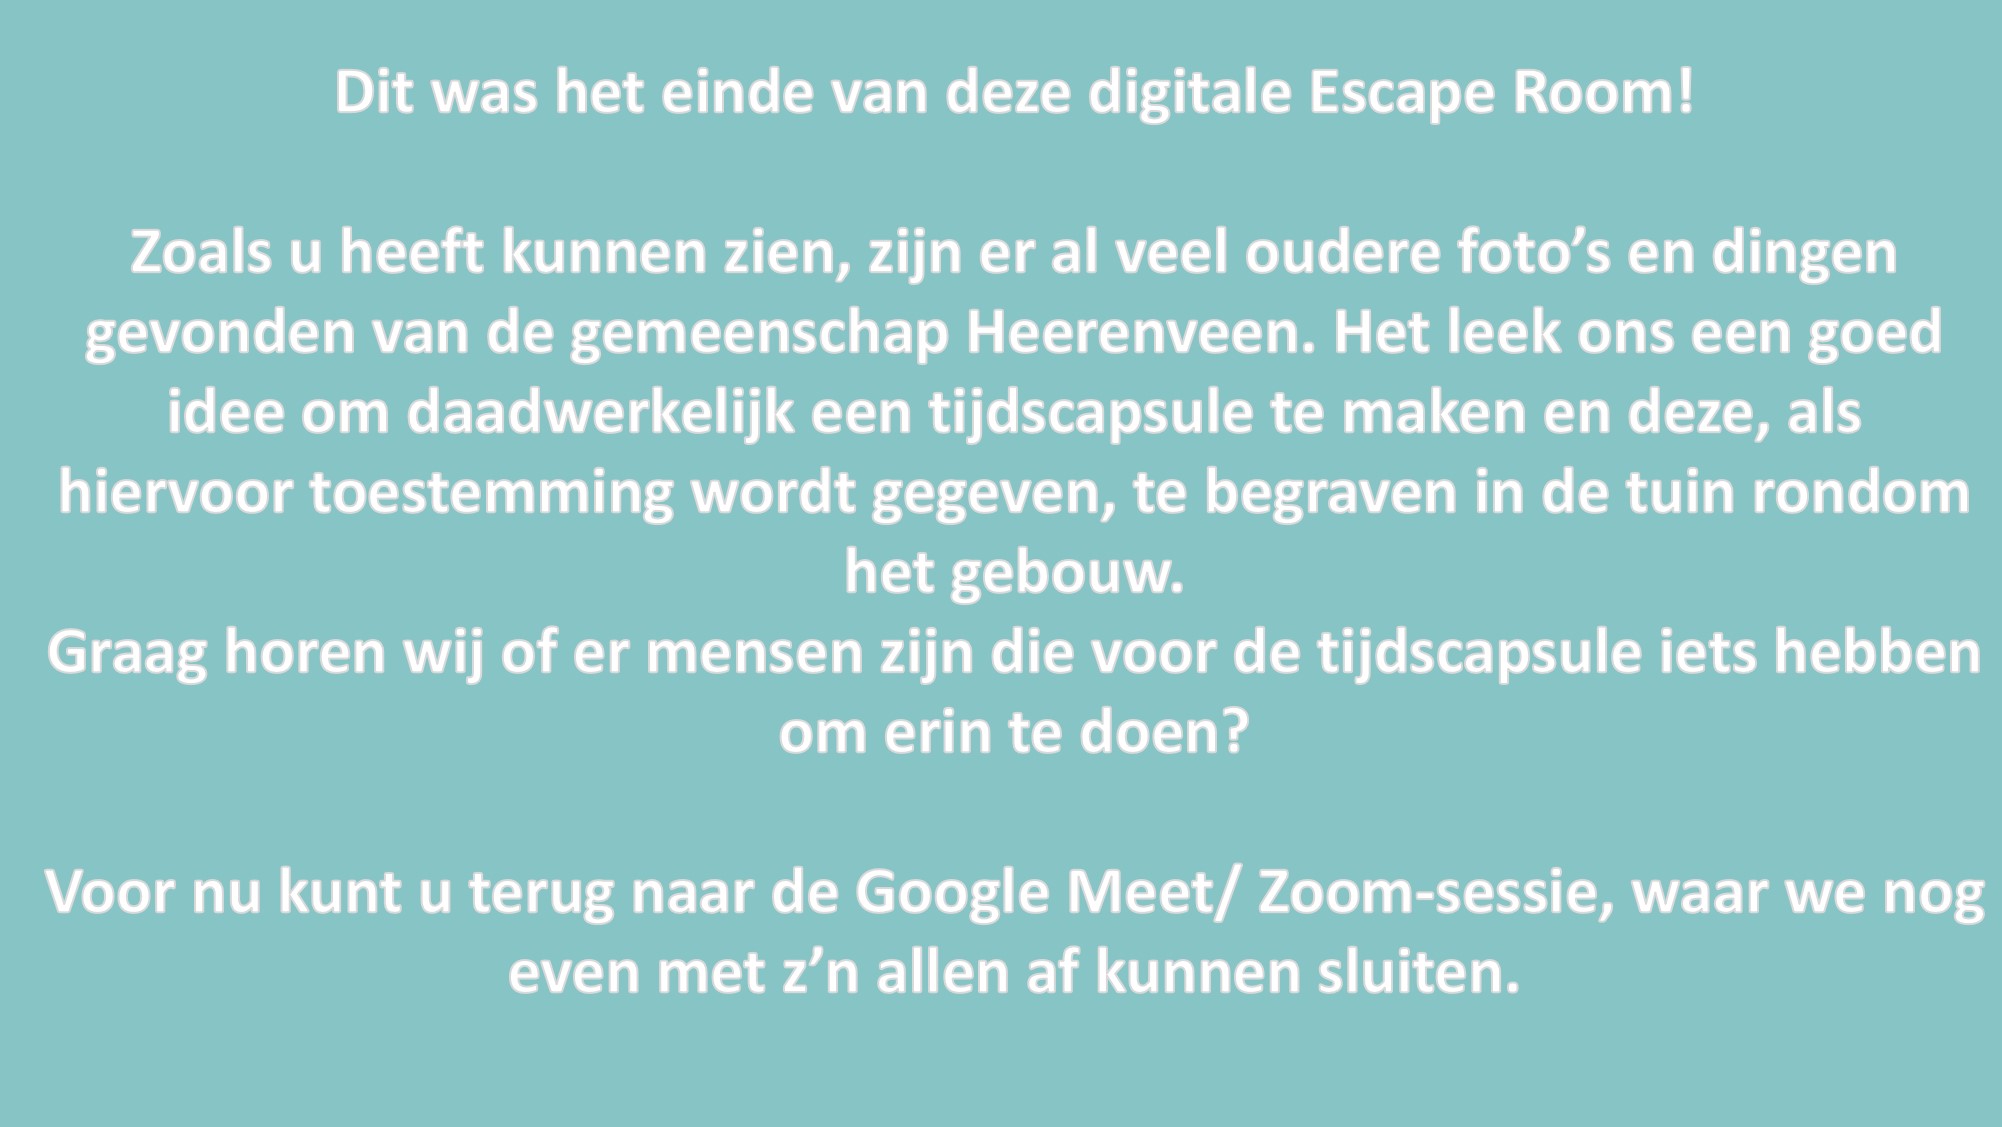 Dit was het einde van deze digitale Escape Room!
Zoals u heeft kunnen zien, zijn er al veel oudere foto’s en dingen
gevonden van de gemeenschap Heerenveen. Het leek ons een goed
idee om daadwerkelijk een tijdscapsule te maken en deze, als
hiervoor toestemming wordt gegeven, te begraven in de tuin rondom
het gebouw.
Graag horen wij of er mensen zijn die voor de tijdscapsule iets hebben
om erin te doen?
Voor nu kunt u terug naar de Google Meet/ Zoom-sessie, waar we nog
even met z’n allen af kunnen sluiten.